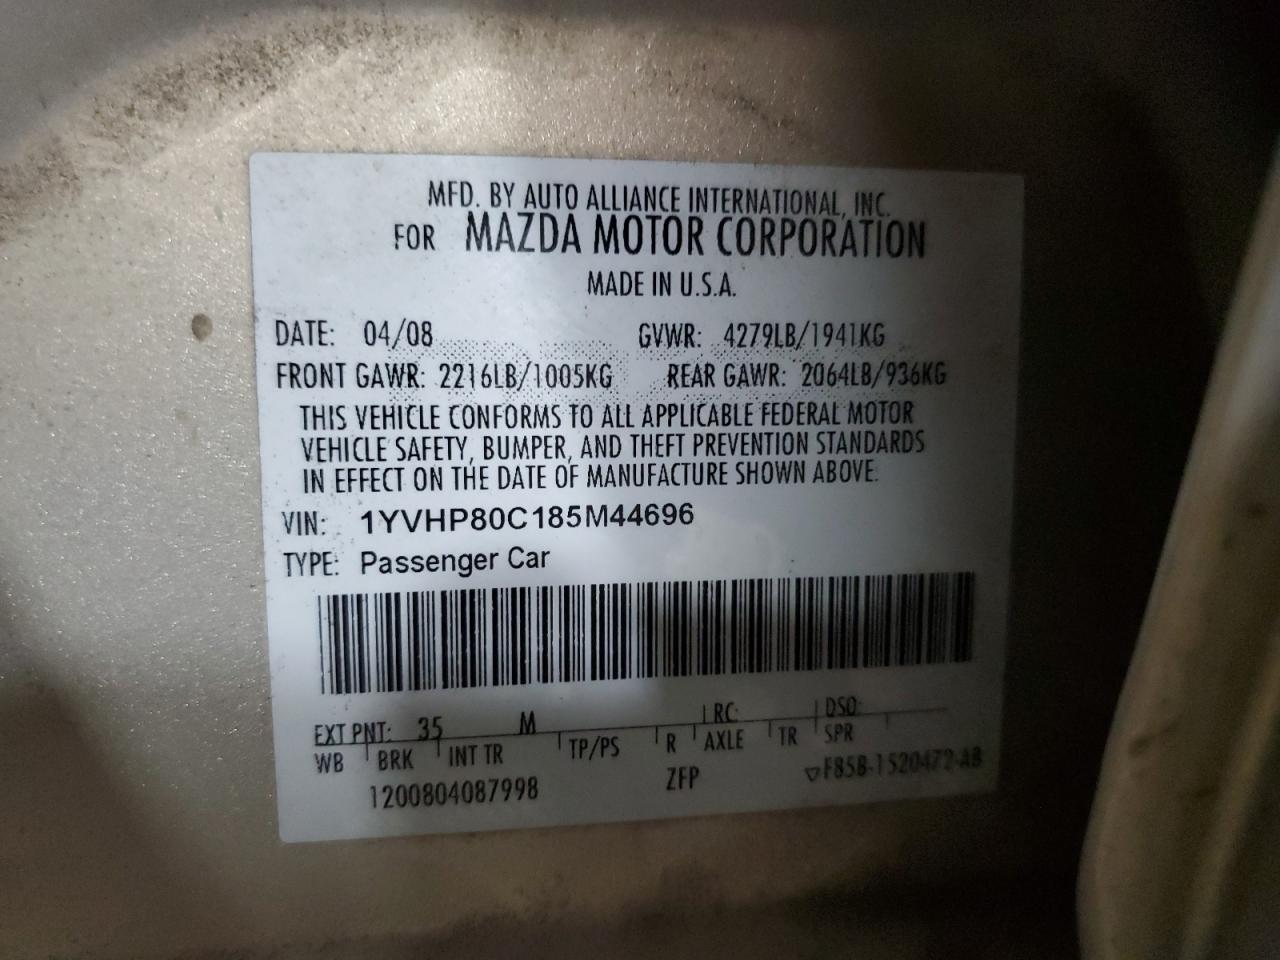 MFD. BY AUTO ALLIANCE INTERNATIONAL, INC.
FOR MAZDA MOTOR CORPORATION
MADE IN U.S.A.
DATE: 04/08 GVWR: 4279LB/1941KG
FRONT GAWR: 2216LB/1005KG REAR GAWR: 2064LB/936KG
THIS VEHICLE CONFORMS TO ALL APPLICABLE FEDERAL MOTOR
VEHICLE SAFETY, BUMPER, AND THEFT PREVENTION STANDARDS
IN EFFECT ON THE DATE OF MANUFACTURE SHOWN ABOVE.
VIN: 1YVHP80C185M44696
TYPE: Passenger Car
EXT PNT: 35 M RC: DSO:
WB BRK INT TR TP/PS R AXLE TR SPR
1200804087998 ZFP F85B-1520472-AB